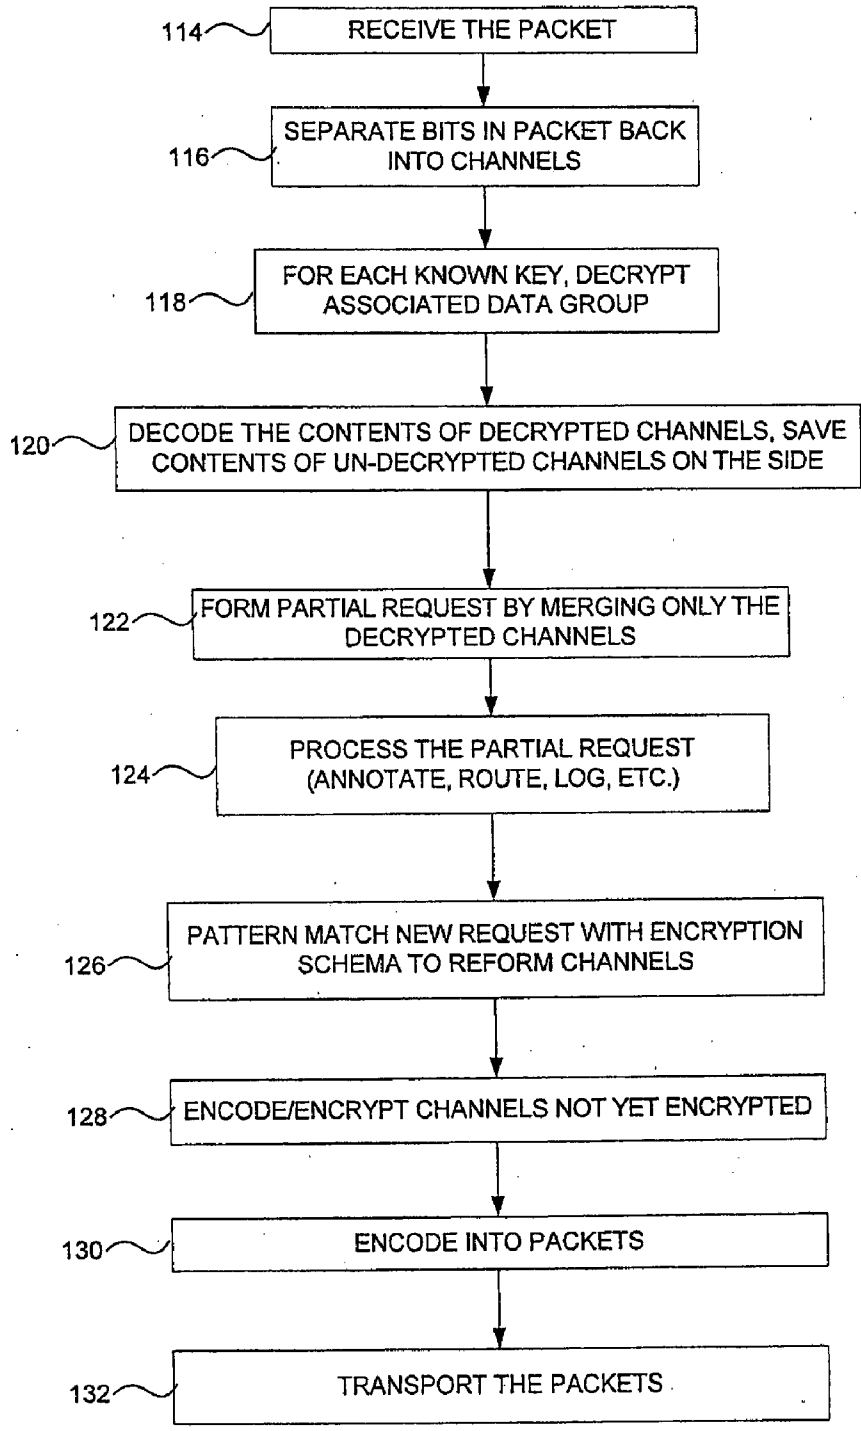 114
RECEIVE THE PACKET
116
SEPARATE BITS IN PACKET BACK
INTO CHANNELS
118
FOR EACH KNOWN KEY, DECRYPT
ASSOCIATED DATA GROUP
120
DECODE THE CONTENTS OF DECRYPTED CHANNELS, SAVE
CONTENTS OF UN-DECRYPTED CHANNELS ON THE SIDE
122
FORM PARTIAL REQUEST BY MERGING ONLY THE
DECRYPTED CHANNELS
124
PROCESS THE PARTIAL REQUEST
(ANNOTATE, ROUTE, LOG, ETC.)
126
PATTERN MATCH NEW REQUEST WITH ENCRYPTION
SCHEMA TO REFORM CHANNELS
128
ENCODE/ENCRYPT CHANNELS NOT YET ENCRYPTED
130
ENCODE INTO PACKETS
132
TRANSPORT THE PACKETS